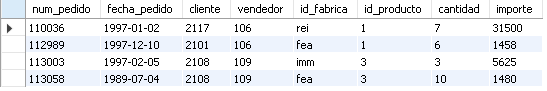 num_pedido fecha_pedido cliente vendedor id_fabrica id_producto cantidad importe
110036 1997-01-02 2117 106 rei 1 7 31500
112989 1997-12-10 2101 106 fea 1 6 1458
113003 1997-02-05 2108 109 imm 3 3 5625
113058 1989-07-04 2108 109 fea 3 10 1480